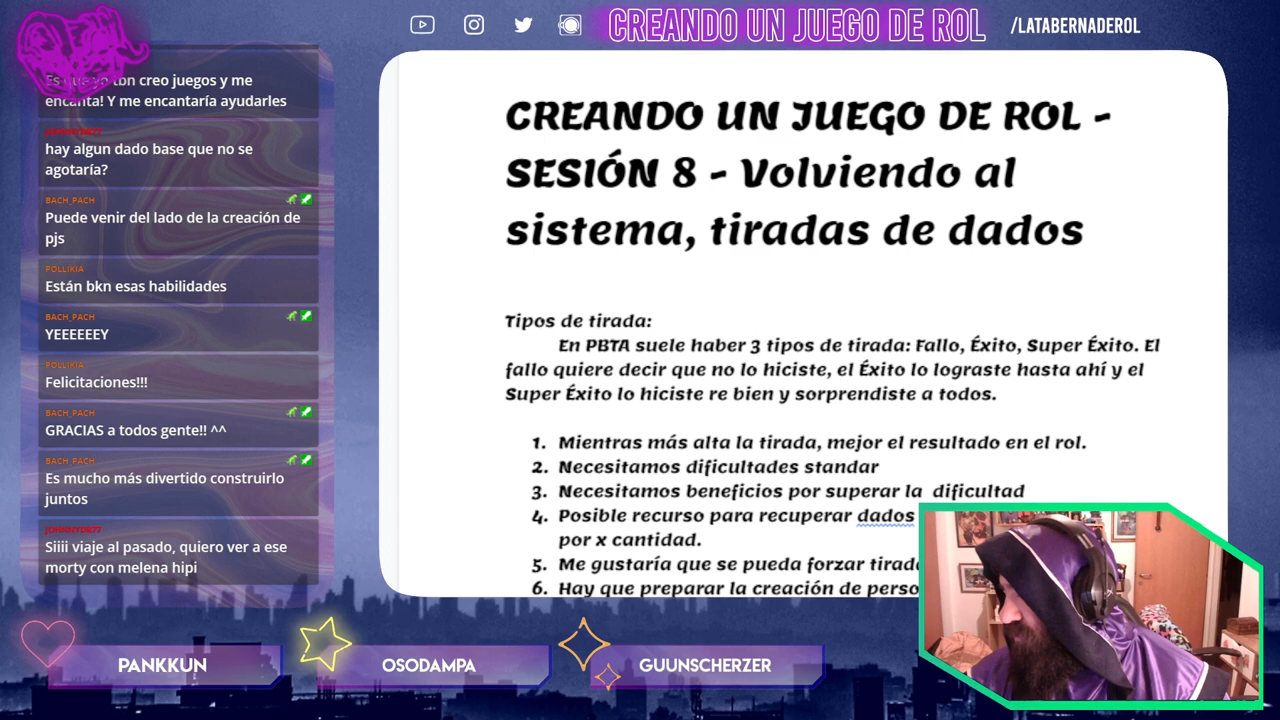 CREANDO UN JUEGO DE ROL
/LATABERNADEROL
Es que yo tbn creo juegos y me
encanta! Y me encantaría ayudarles
hay algun dado base que no se
agotaría?
BACH_PACH
Puede venir del lado de la creación de
pjs
POLLIKIA
Están bkn esas habilidades
BACH_PACH
YEEEEEEY
POLLIKIA
Felicitaciones!!!
BACH_PACH
GRACIAS a todos gente!! ^^
BACH_PACH
Es mucho más divertido construirlo
juntos
Siiii viaje al pasado, quiero ver a ese
morty con melena hipi
CREANDO UN JUEGO DE ROL -
SESIÓN 8 - Volviendo al
sistema, tiradas de dados
Tipos de tirada:
En PBTA suele haber 3 tipos de tirada: Fallo, Éxito, Super Éxito. El
fallo quiere decir que no lo hiciste, el Éxito lo lograste hasta ahí y el
Super Éxito lo hiciste re bien y sorprendiste a todos.
1. Mientras más alta la tirada, mejor el resultado en el rol.
2. Necesitamos dificultades standar
3. Necesitamos beneficios por superar la dificultad
4. Posible recurso para recuperar dados
por x cantidad.
5. Me gustaría que se pueda forzar tirad
6. Hay que preparar la creación de perso
PANKKUN
OSODAMPA
GUUNSCHERZER